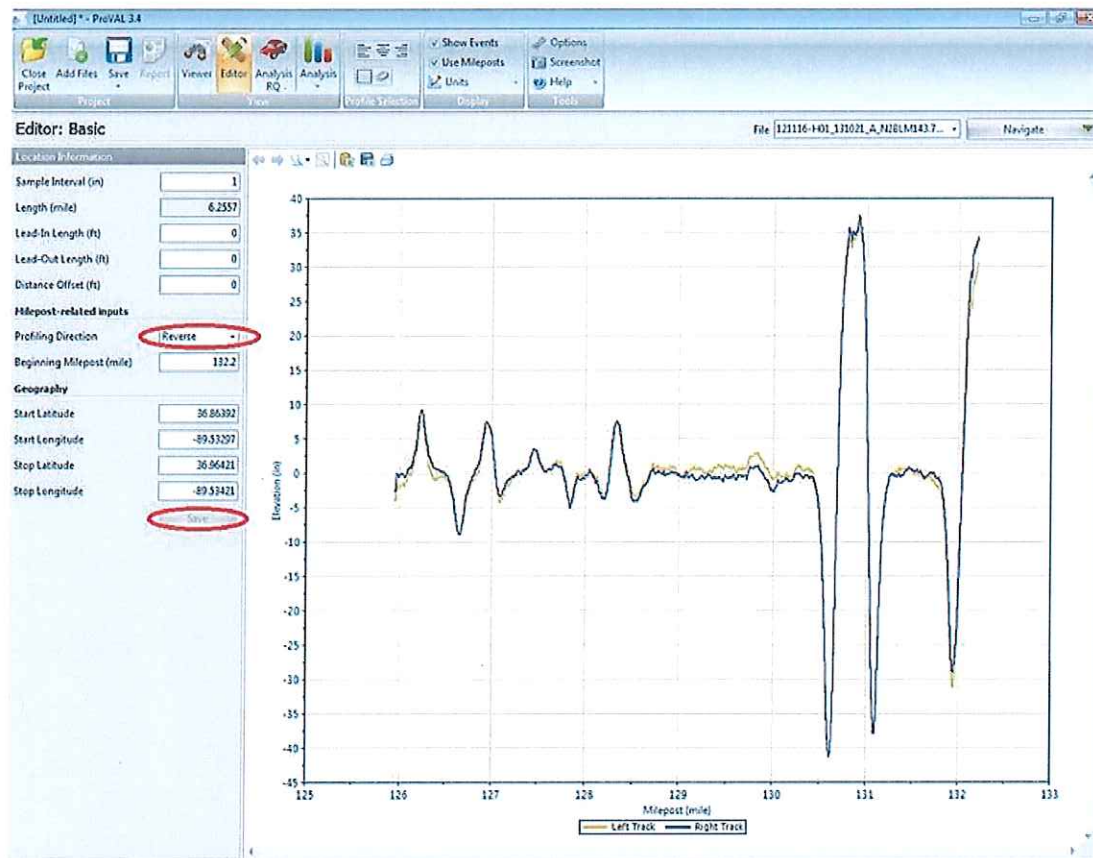 [Untitled] * - ProVAL 3.4
Close Project
Add Files
Save
Report
Viewer
Editor
Analysis RQ
Analysis
Show Events
Use Mileposts
Units
Options
Screenshot
Help
Project
View
Profile Selection
Display
Tools
Editor: Basic
File 121116-H01_131021_A_N2BLM143.7...
Navigate
Location Information
Sample Interval (in) 1
Length (mile) 6.2557
Lead-In Length (ft) 0
Lead-Out Length (ft) 0
Distance Offset (ft) 0
Milepost-related inputs
Profiling Direction Reverse
Beginning Milepost (mile) 132.2
Geography
Start Latitude 36.86392
Start Longitude -89.53297
Stop Latitude 36.96421
Stop Longitude -89.53421
Save
Elevation (in)
40
35
30
25
20
15
10
5
0
-5
-10
-15
-20
-25
-30
-35
-40
-45
125 126 127 128 129 130 131 132 133
Milepost (mile)
Left Track Right Track